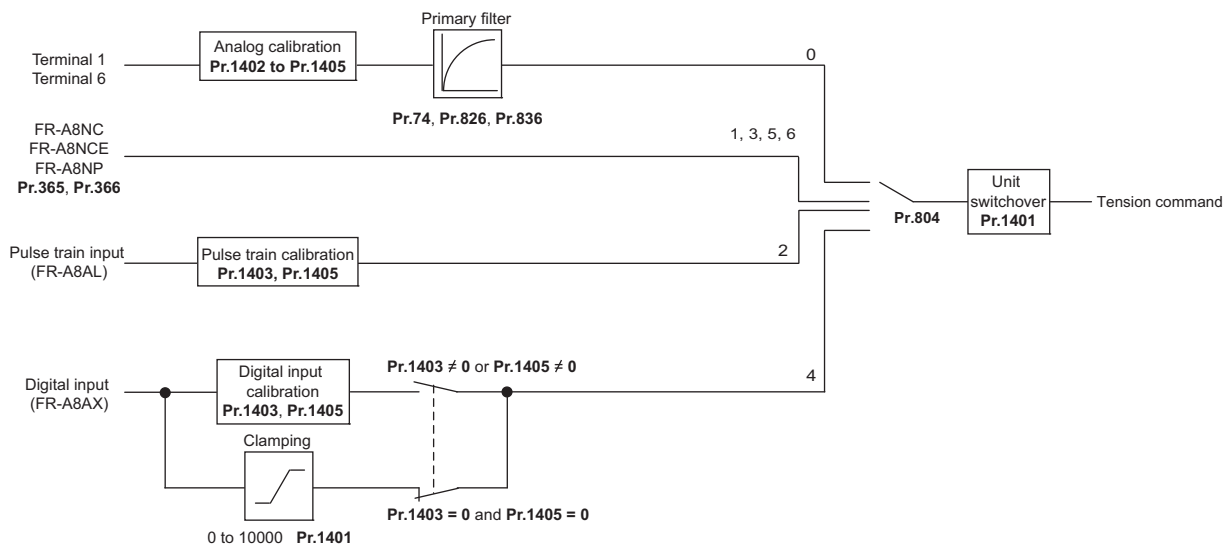 Primary filter
Analog calibration
Pr.1402 to Pr.1405
Terminal 1
Terminal 6
0
Pr.74, Pr.826, Pr.836
FR-A8NC
FR-A8NCE
FR-A8NP
Pr.365, Pr.366
1, 3, 5, 6
Pr.804
Unit
switchover
Pr.1401
Tension command
Pulse train input
(FR-A8AL)
Pulse train calibration
Pr.1403, Pr.1405
2
Digital input
(FR-A8AX)
Digital input
calibration
Pr.1403, Pr.1405
Pr.1403 ≠ 0 or Pr.1405 ≠ 0
4
Clamping
Pr.1403 = 0 and Pr.1405 = 0
0 to 10000 Pr.1401